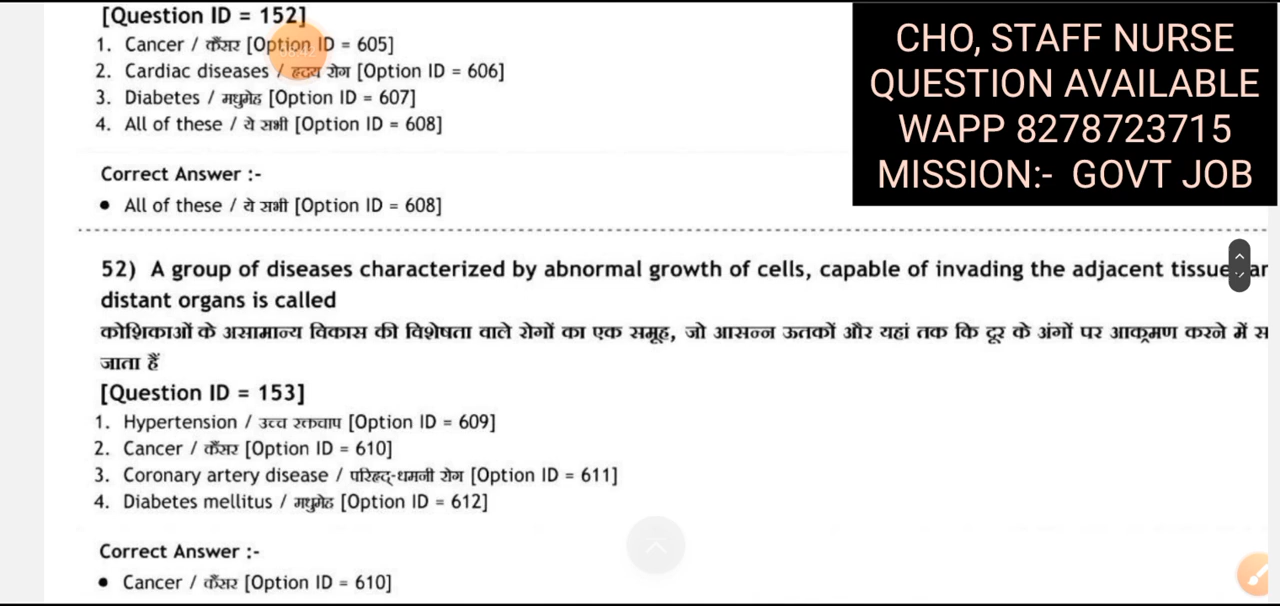 [Question ID = 152]
1. Cancer / कैंसर [Option ID = 605]
2. Cardiac diseases / हृदय रोग [Option ID = 606]
3. Diabetes / मधुमेह [Option ID = 607]
4. All of these / ये सभी [Option ID = 608]
Correct Answer :-
• All of these / ये सभी [Option ID = 608]
CHO, STAFF NURSE
QUESTION AVAILABLE
WAPP 8278723715
MISSION:- GOVT JOB
52) A group of diseases characterized by abnormal growth of cells, capable of invading the adjacent tissue
distant organs is called
कोशिकाओं के असामान्य विकास की विशेषता वाले रोगों का एक समूह, जो आसन्न ऊतकों और यहां तक कि दूर के अंगों पर आक्रमण करने में स
जाता हैं
[Question ID = 153]
1. Hypertension / उच्च रक्तचाप [Option ID = 609]
2. Cancer / कैंसर [Option ID = 610]
3. Coronary artery disease / परिहृद्-धमनी रोग [Option ID = 611]
4. Diabetes mellitus / मधुमेह [Option ID = 612]
Correct Answer :-
• Cancer / कैंसर [Option ID = 610]